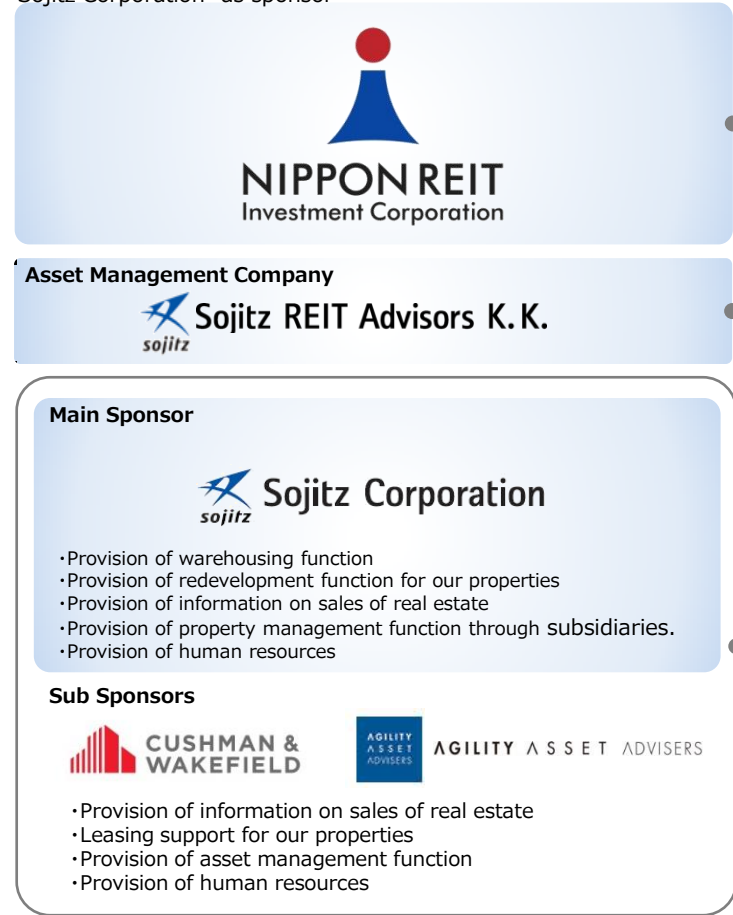 Sojitz Corporation as sponsor
NIPPON REIT
Investment Corporation
Asset Management Company
sojitz
Sojitz REIT Advisors K.K.
Main Sponsor
sojitz
Sojitz Corporation
・Provision of warehousing function
・Provision of redevelopment function for our properties
・Provision of information on sales of real estate
・Provision of property management function through subsidiaries.
・Provision of human resources
Sub Sponsors
CUSHMAN &
WAKEFIELD
AGILITY
ASSET
ADVISERS
AGILITY ASSET ADVISERS
・Provision of information on sales of real estate
・Leasing support for our properties
・Provision of asset management function
・Provision of human resources